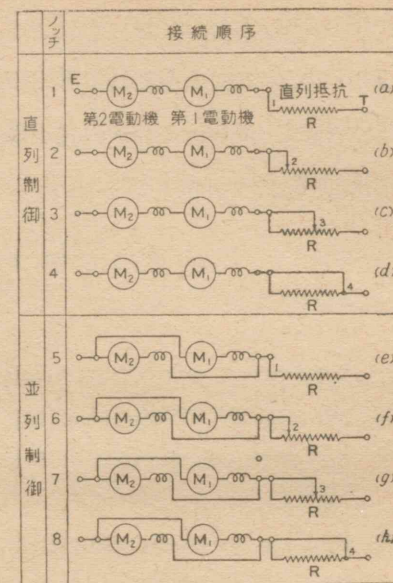 ノッチ 接続順序
直列制御
1 E M₂ M₁ 直列抵抗 1 T (a)
第2電動機 第1電動機 R
2 M₂ M₁ 2 (b)
R
3 M₂ M₁ 3 (c)
R
4 M₂ M₁ 4 (d)
R
並列制御
5 M₂ M₁ 1 (e)
R
6 M₂ M₁ 2 (f)
R
7 M₂ M₁ 3 (g)
R
8 M₂ M₁ 4 (h)
R